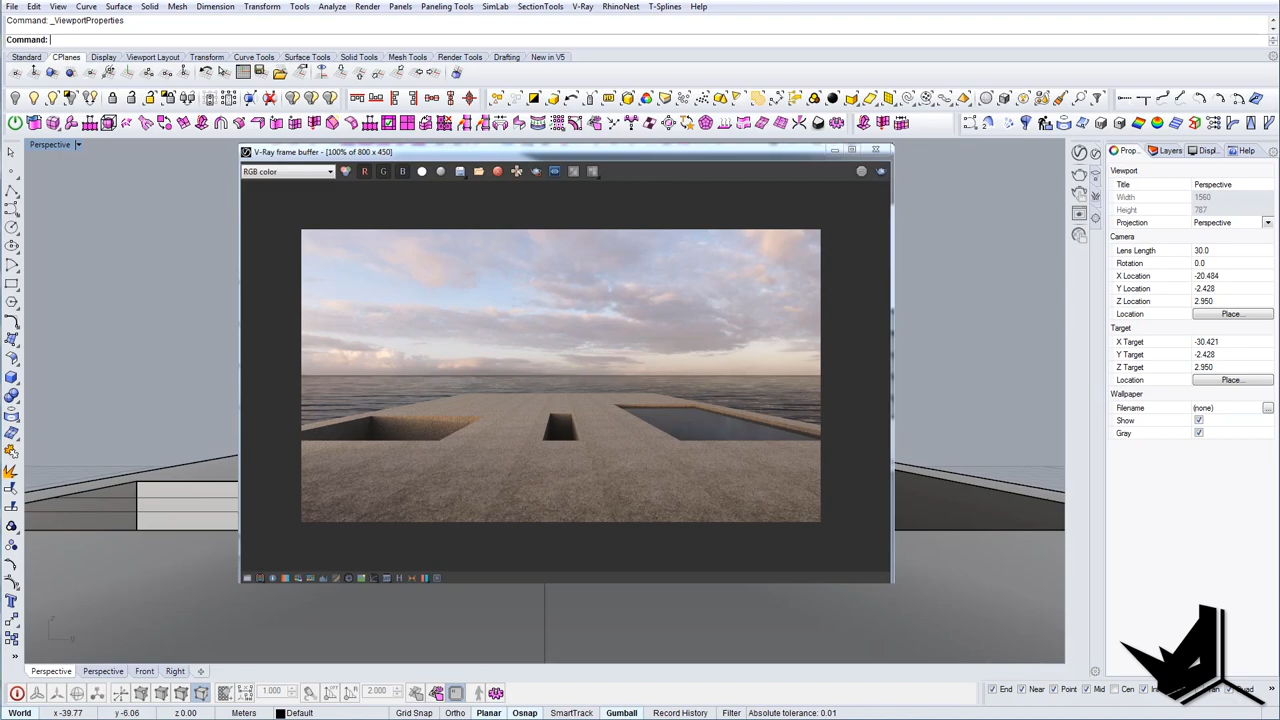 File Edit View Curve Surface Solid Mesh Dimension Transform Tools Analyze Render Panels Paneling Tools SimLab SectionTools V-Ray RhinoNest T-Splines Help
Command: _ViewportProperties
Command:
Standard CPlanes Display Viewport Layout Transform Curve Tools Surface Tools Solid Tools Mesh Tools Render Tools Drafting New in V5
Perspective
V-Ray frame buffer - [100% of 800 x 450]
RGB color R G B
Prop... Layers Displ... Help
Viewport
Title Perspective
Width 1560
Height 787
Projection Perspective
Camera
Lens Length 30.0
Rotation 0.0
X Location -20.484
Y Location -2.428
Z Location 2.950
Location Place...
Target
X Target -30.421
Y Target -2.428
Z Target 2.950
Location Place...
Wallpaper
Filename (none) ...
Show
Gray
Perspective Perspective Front Right
1.000 2.000 End Near Point Mid Cen
World x -39.77 y -6.06 z 0.00 Meters Default Grid Snap Ortho Planar Osnap SmartTrack Gumball Record History Filter Absolute tolerance: 0.01